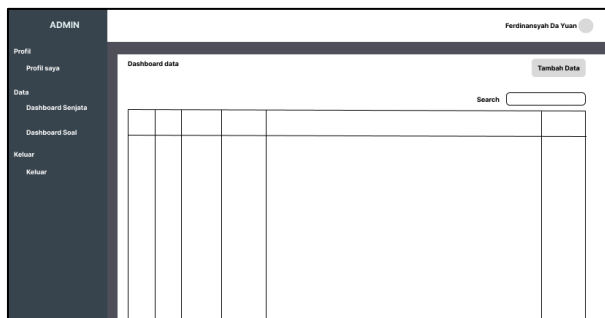 ADMIN
Ferdinansyah Da Yuan
Profil
Profil saya
Data
Dashboard Senjata
Dashboard Soal
Keluar
Keluar
Dashboard data
Tambah Data
Search